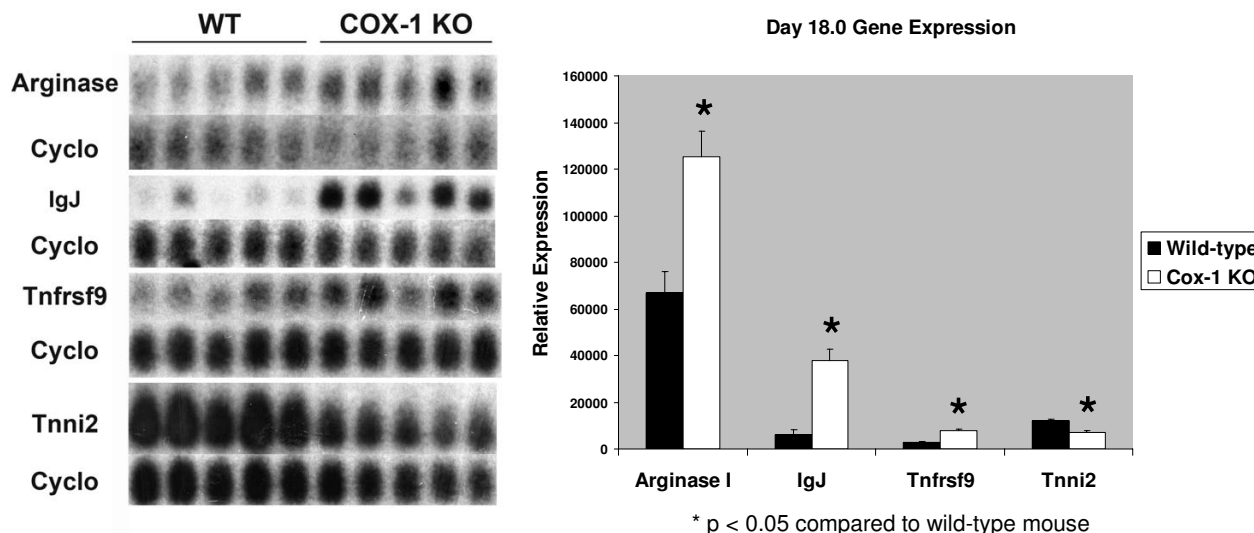 WT COX-1 KO
Arginase
Cyclo
IgJ
Cyclo
Tnfrsf9
Cyclo
Tnni2
Cyclo
Day 18.0 Gene Expression
Relative Expression
160000
140000
120000
100000
80000
60000
40000
20000
0
* * * *
Arginase I IgJ Tnfrsf9 Tnni2
Wild-type
Cox-1 KO
* p < 0.05 compared to wild-type mouse